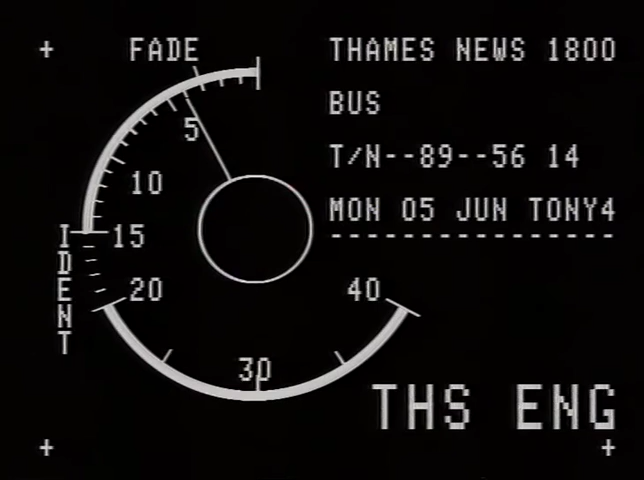 FADE
THAMES NEWS 1800
BUS
T/N--89--56 14
MON 05 JUN TONY4
----------------
5
10
15
20
30
40
IDENT
THS ENG